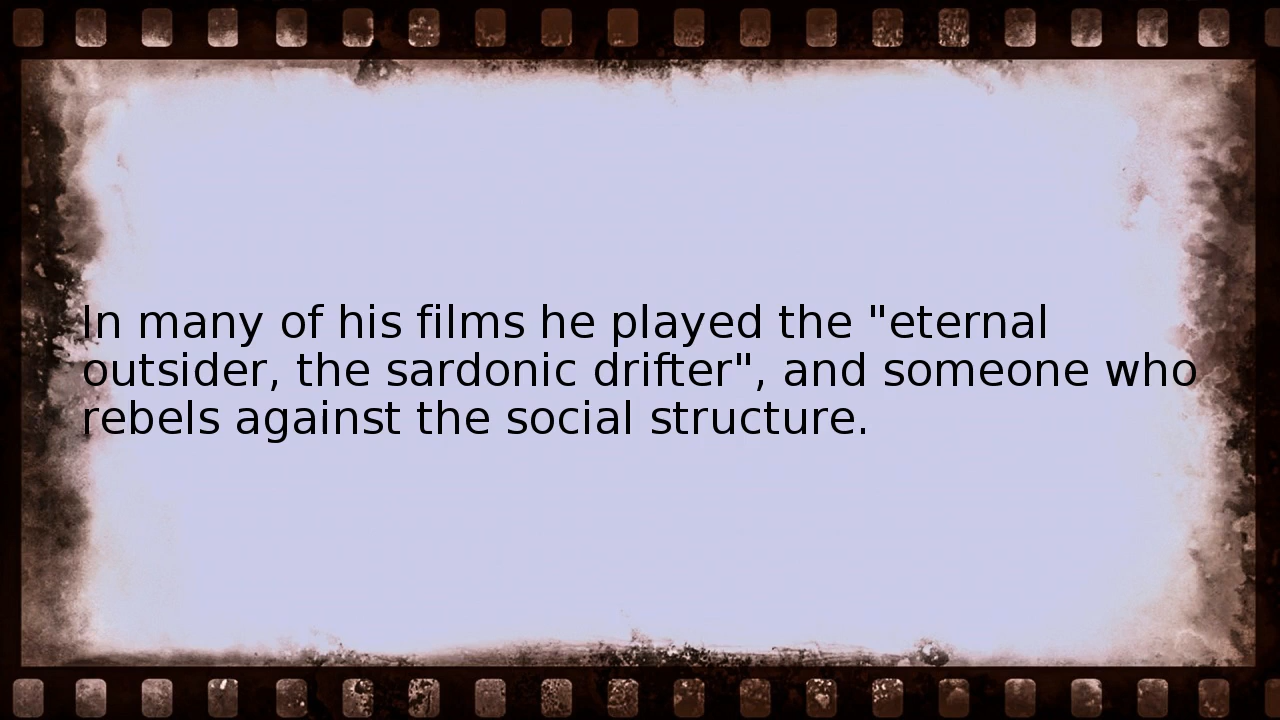 In many of his films he played the "eternal
outsider, the sardonic drifter", and someone who
rebels against the social structure.